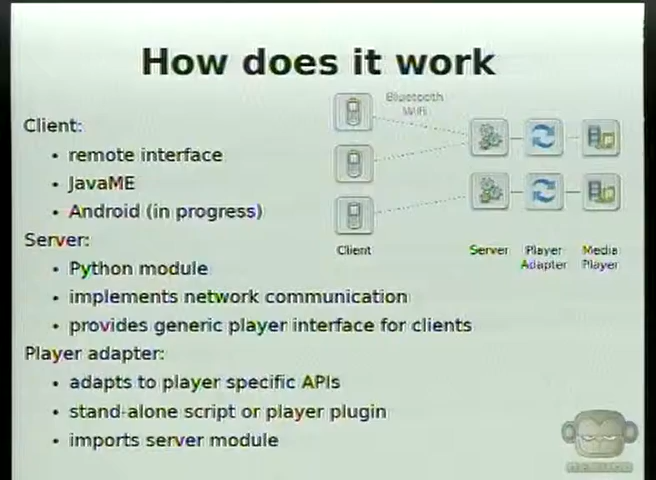 How does it work
Bluetooth
WiFi
Client:
• remote interface
• JavaME
• Android (in progress)
Client
Server
Player
Adapter
Media
Player
Server:
• Python module
• implements network communication
• provides generic player interface for clients
Player adapter:
• adapts to player specific APIs
• stand-alone script or player plugin
• imports server module